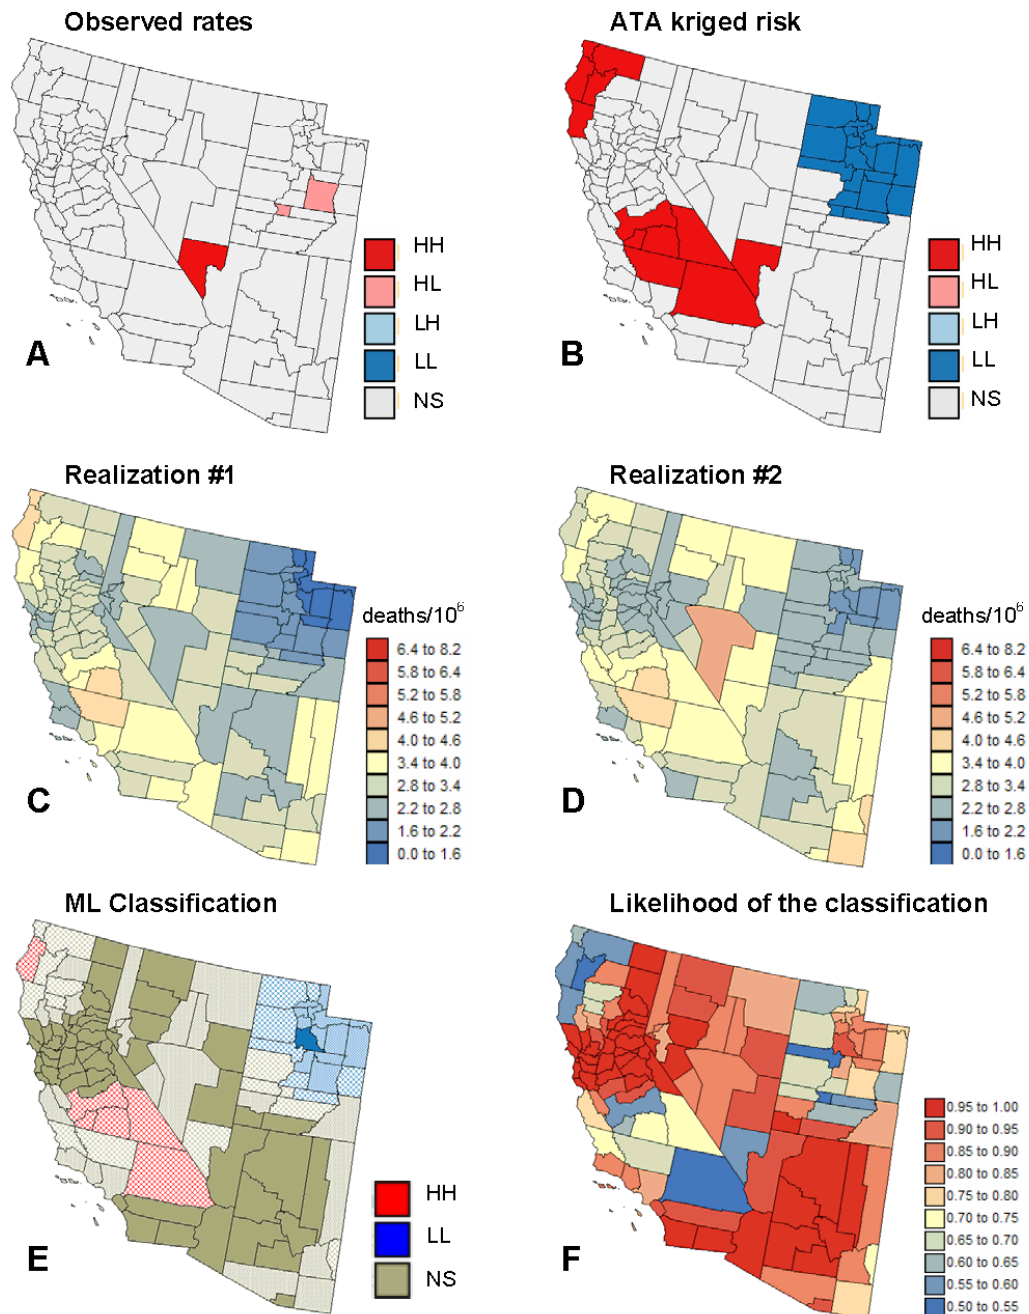 Observed rates
ATA kriged risk
HH
HL
LH
LL
NS
A
HH
HL
LH
LL
NS
B
Realization #1
Realization #2
deaths/10⁶
6.4 to 8.2
5.8 to 6.4
5.2 to 5.8
4.6 to 5.2
4.0 to 4.6
3.4 to 4.0
2.8 to 3.4
2.2 to 2.8
1.6 to 2.2
0.0 to 1.6
C
deaths/10⁶
6.4 to 8.2
5.8 to 6.4
5.2 to 5.8
4.6 to 5.2
4.0 to 4.6
3.4 to 4.0
2.8 to 3.4
2.2 to 2.8
1.6 to 2.2
0.0 to 1.6
D
ML Classification
Likelihood of the classification
HH
LL
NS
E
0.95 to 1.00
0.90 to 0.95
0.85 to 0.90
0.80 to 0.85
0.75 to 0.80
0.70 to 0.75
0.65 to 0.70
0.60 to 0.65
0.55 to 0.60
0.50 to 0.55
F